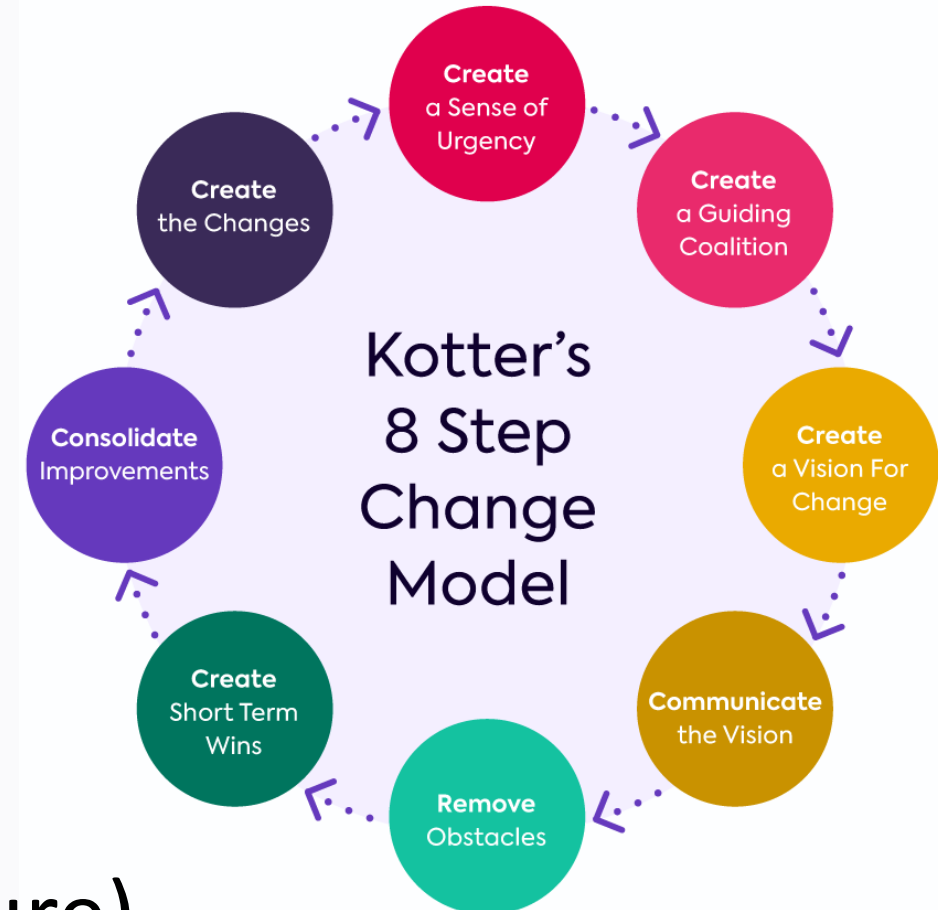 Kotter's
8 Step
Change
Model
Create
a Sense of
Urgency
Create
a Guiding
Coalition
Create
a Vision For
Change
Communicate
the Vision
Remove
Obstacles
Create
Short Term
Wins
Consolidate
Improvements
Create
the Changes